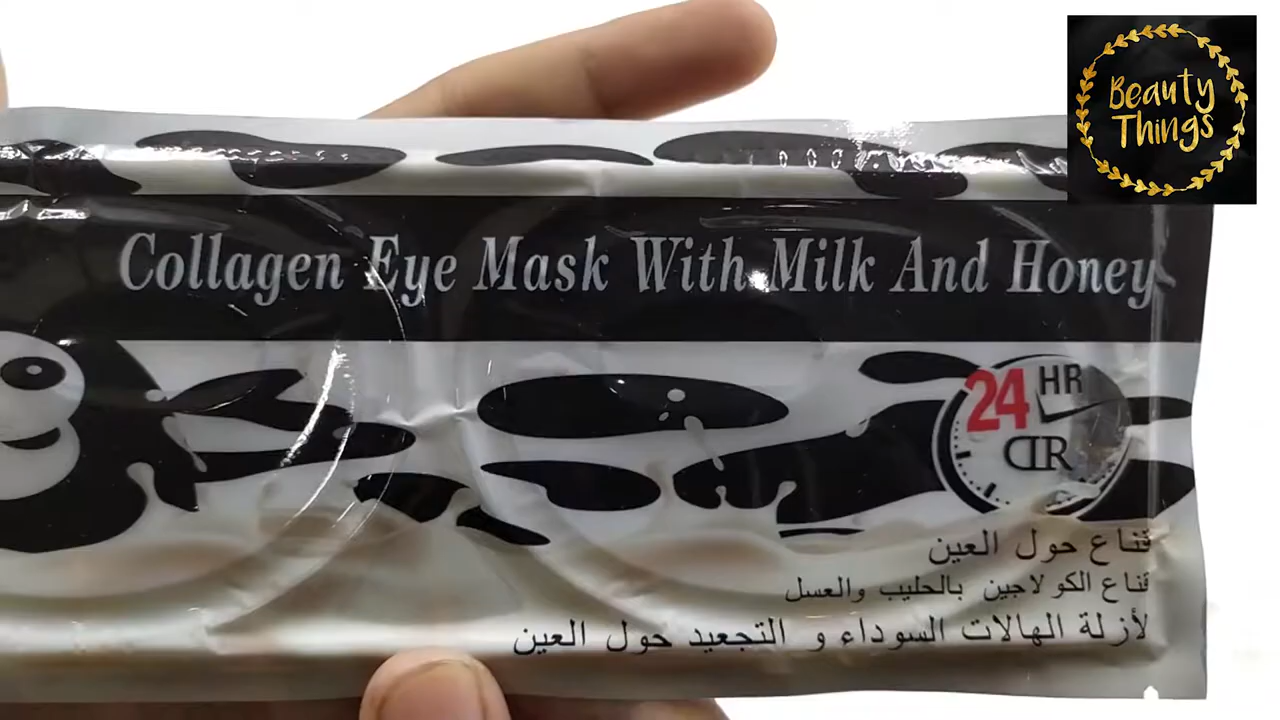 Beauty
Things
Collagen Eye Mask With Milk And Honey
24 HR
DR
قناع حول العين
قناع الكولاجين بالحليب والعسل
لأزلة الهالات السوداء و التجعيد حول العين